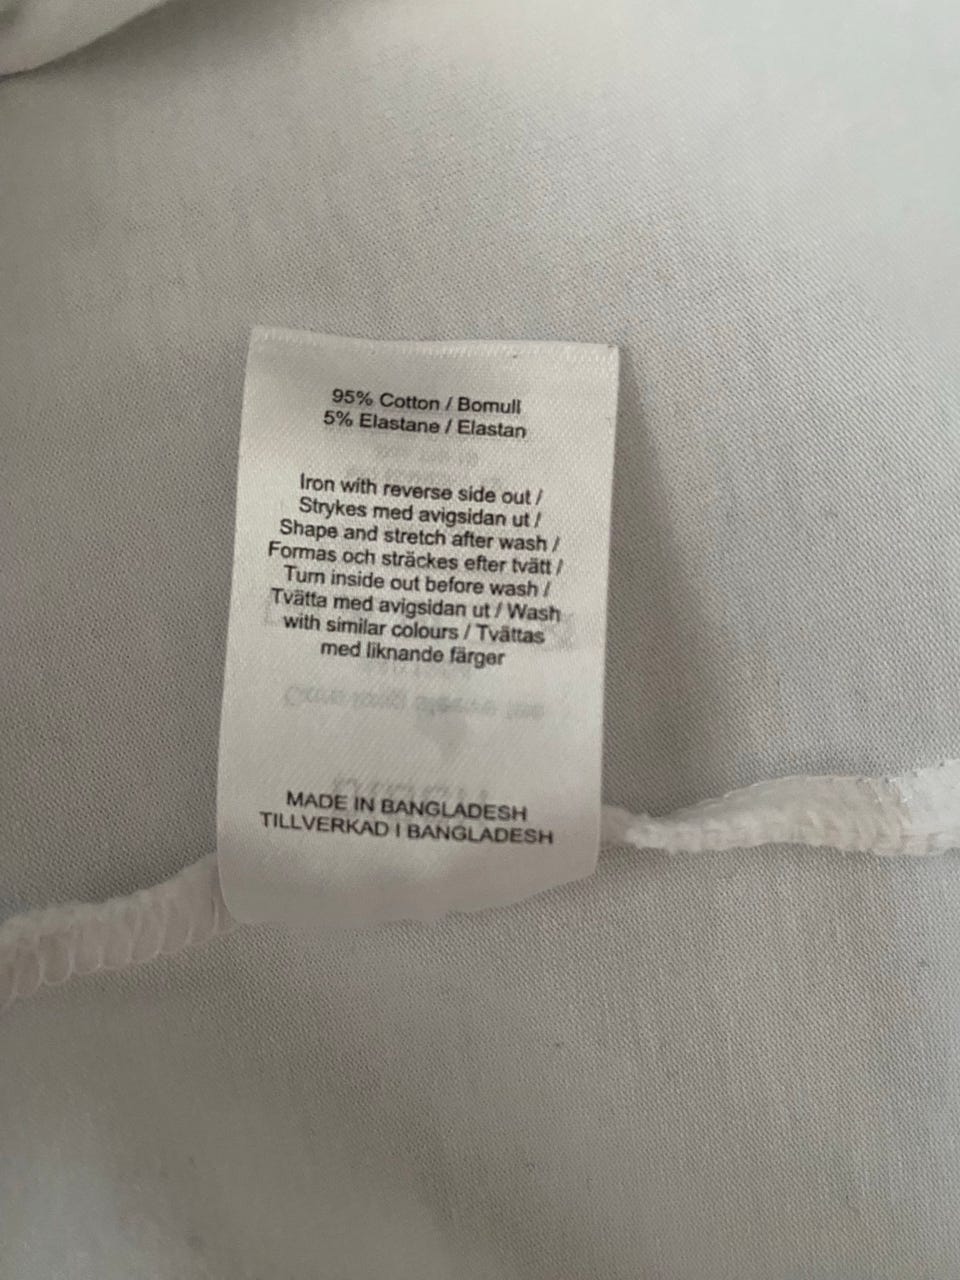 95% Cotton / Bomull
5% Elastane / Elastan
Iron with reverse side out /
Strykes med avigsidan ut /
Shape and stretch after wash /
Formas och sträckes efter tvätt /
Turn inside out before wash /
Tvätta med avigsidan ut / Wash
with similar colours / Tvättas
med liknande färger
MADE IN BANGLADESH
TILLVERKAD I BANGLADESH